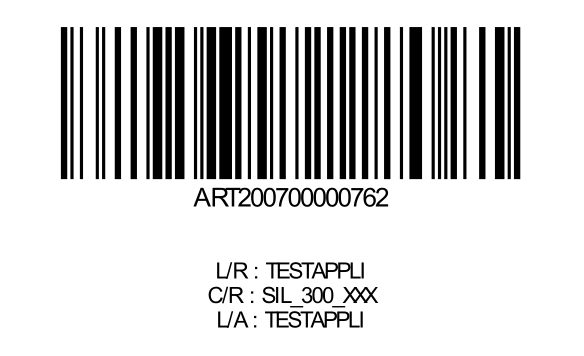 ART200700000762
L/R : TESTAPPLI
C/R : SIL_300_XXX
L/A : TESTAPPLI